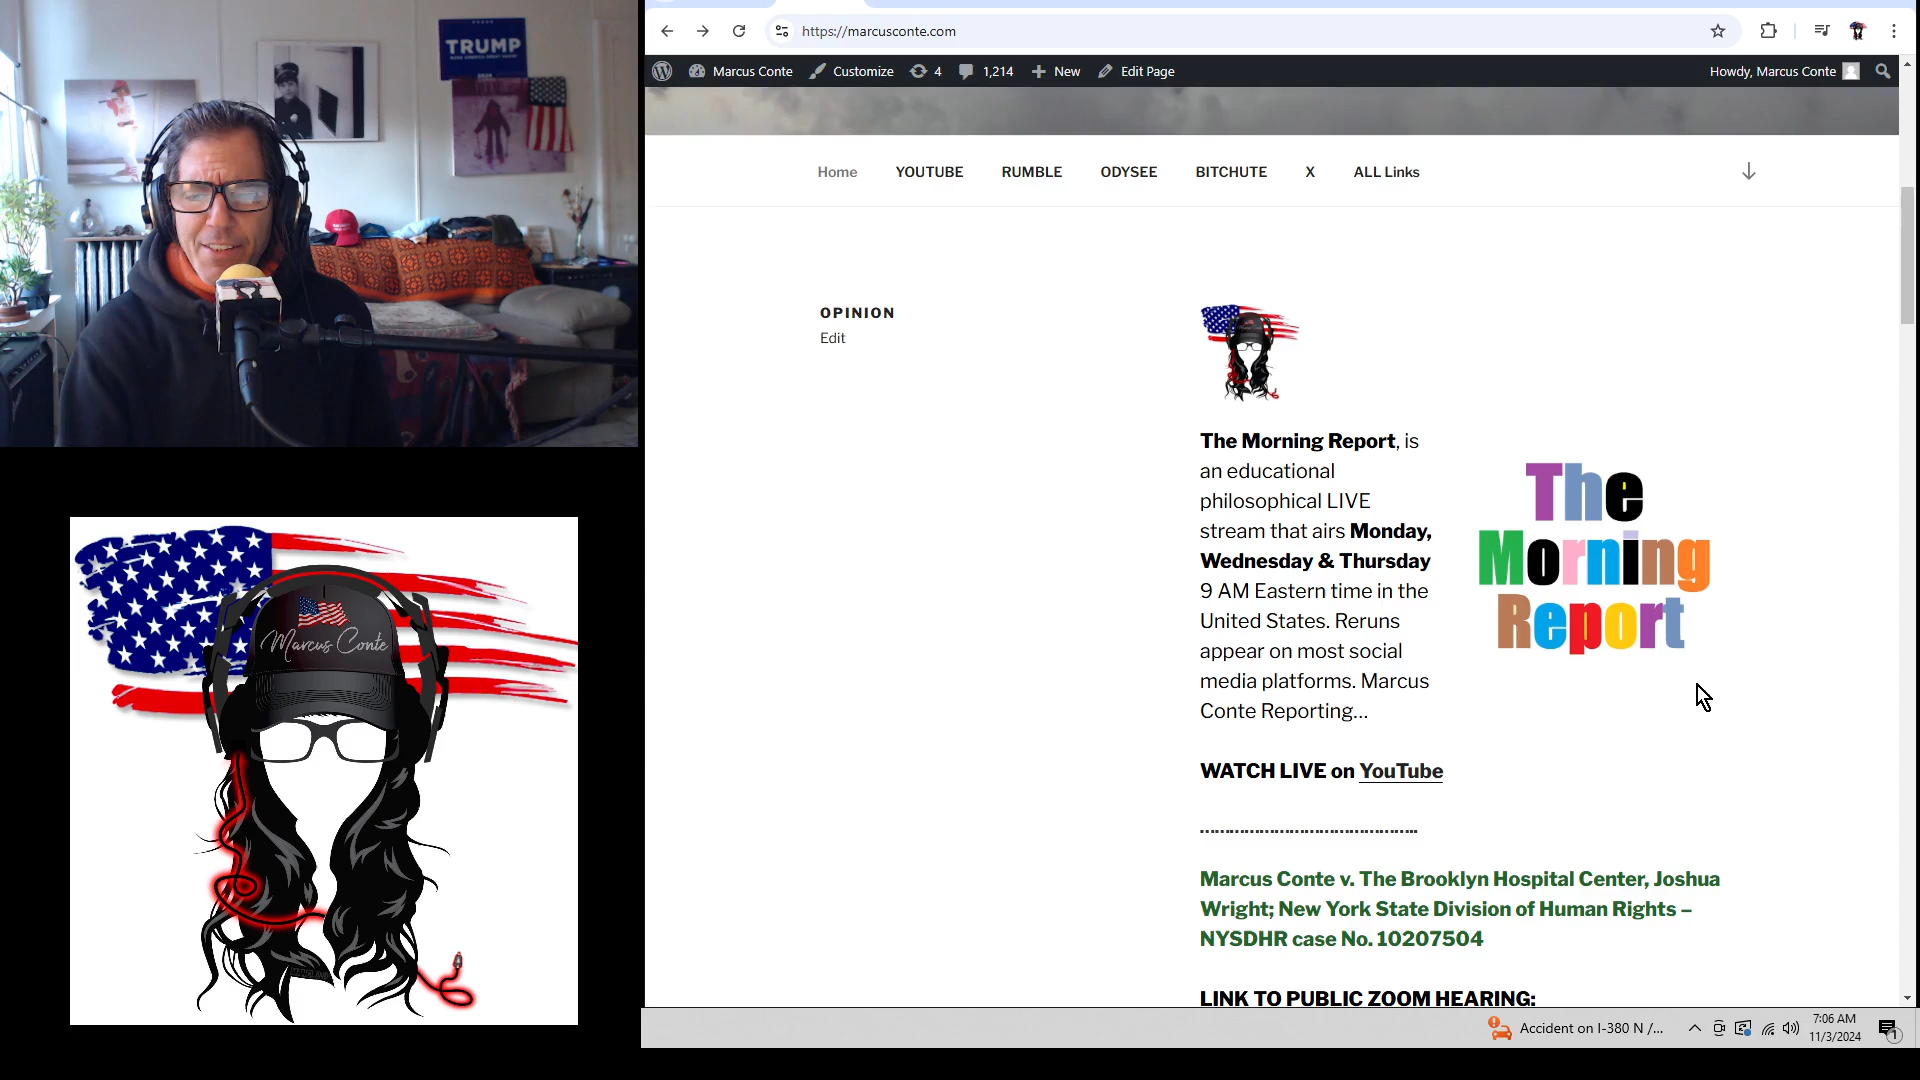 TRUMP
Marcus Conte
https://marcusconte.com
Marcus Conte
Customize
4
1,214
New
Edit Page
Howdy, Marcus Conte
Home
YOUTUBE
RUMBLE
ODYSEE
BITCHUTE
X
ALL Links
OPINION
Edit
The Morning Report, is
an educational
philosophical LIVE
stream that airs Monday,
Wednesday & Thursday
9 AM Eastern time in the
United States. Reruns
appear on most social
media platforms. Marcus
Conte Reporting...
The
Morning
Report
WATCH LIVE on YouTube
Marcus Conte v. The Brooklyn Hospital Center, Joshua
Wright; New York State Division of Human Rights –
NYSDHR case No. 10207504
LINK TO PUBLIC ZOOM HEARING:
Accident on I-380 N /...
7:06 AM
11/3/2024
1